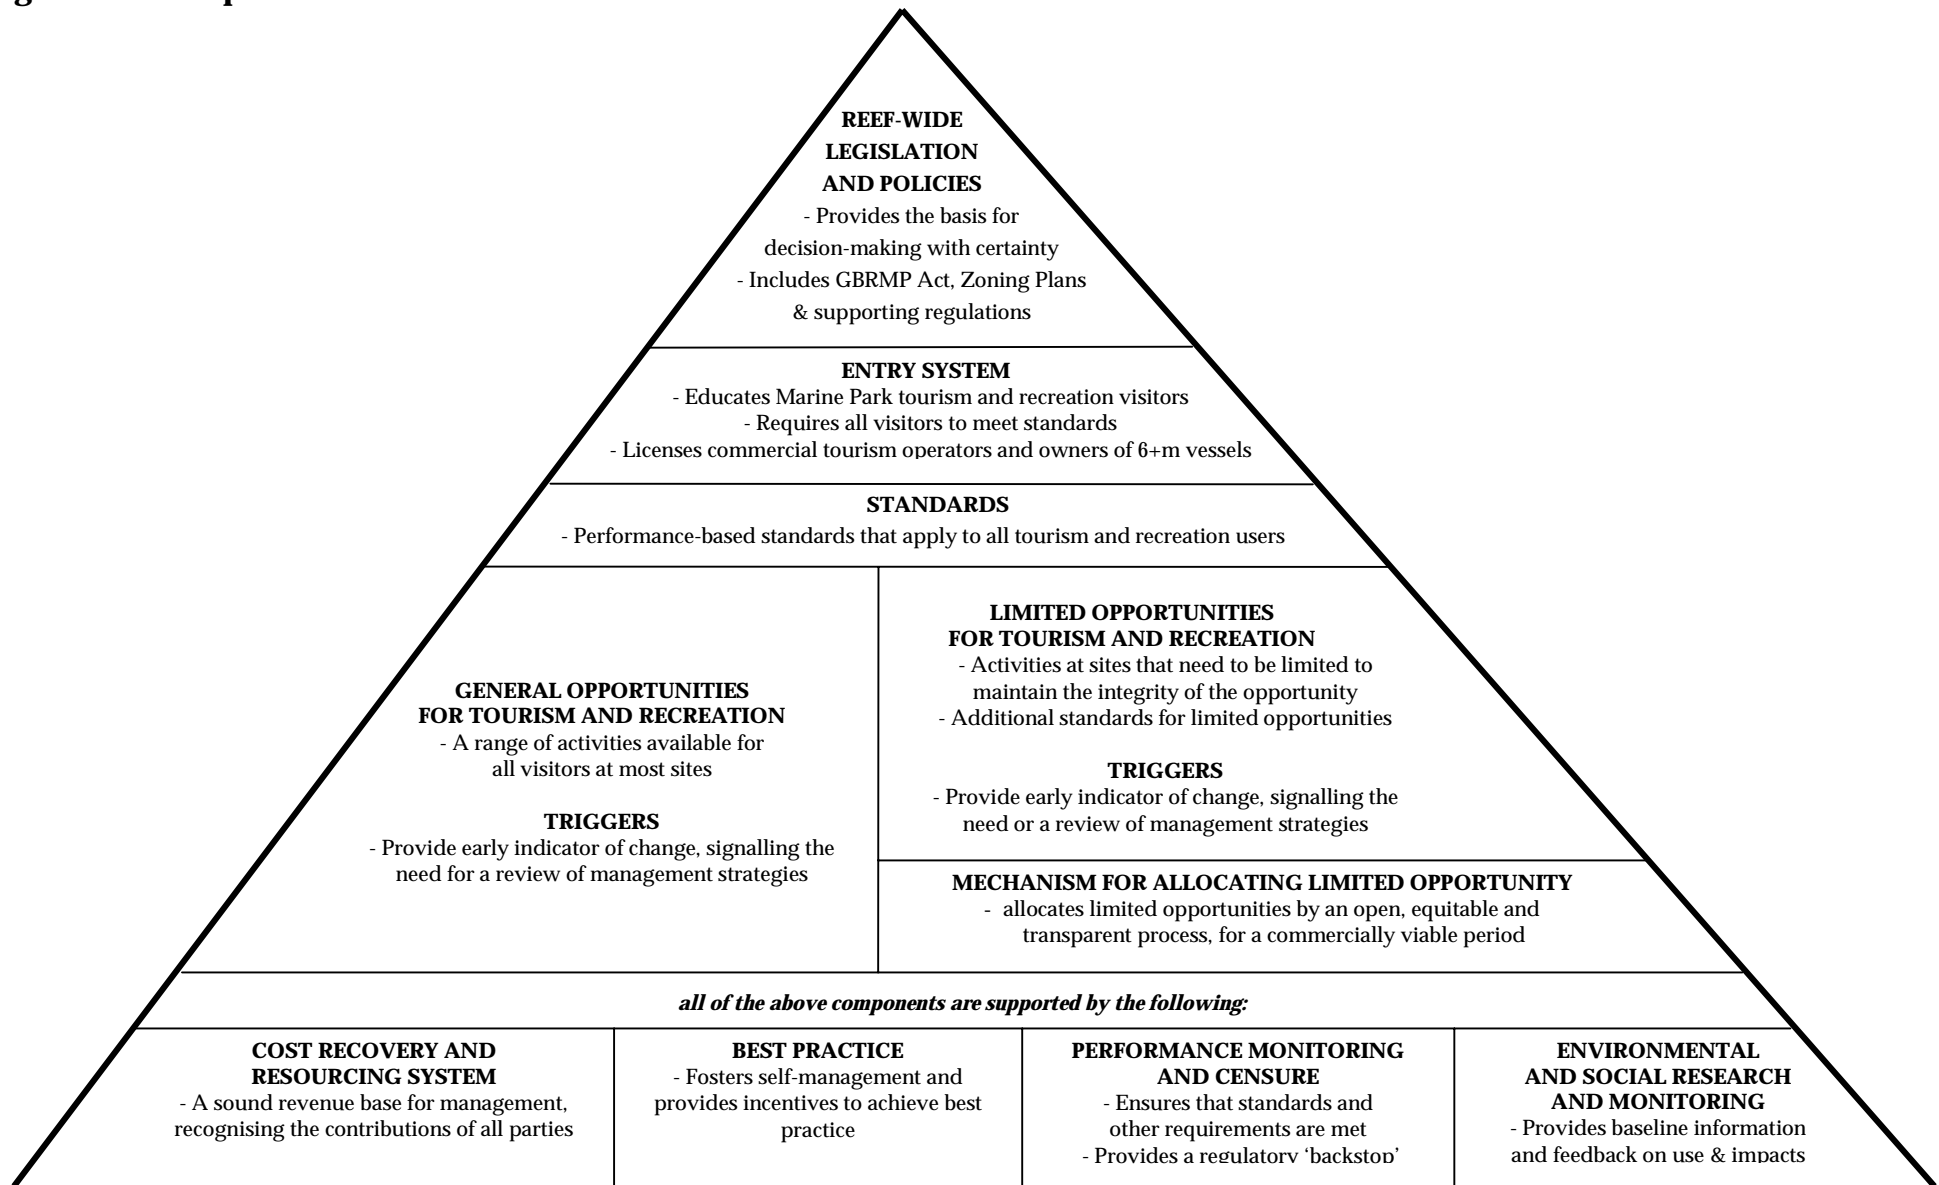 REEF-WIDE
LEGISLATION
AND POLICIES
- Provides the basis for
decision-making with certainty
- Includes GBRMP Act, Zoning Plans
& supporting regulations
ENTRY SYSTEM
- Educates Marine Park tourism and recreation visitors
- Requires all visitors to meet standards
- Licenses commercial tourism operators and owners of 6+m vessels
STANDARDS
- Performance-based standards that apply to all tourism and recreation users
GENERAL OPPORTUNITIES
FOR TOURISM AND RECREATION
- A range of activities available for
all visitors at most sites
TRIGGERS
- Provide early indicator of change, signalling the
need for a review of management strategies
LIMITED OPPORTUNITIES
FOR TOURISM AND RECREATION
- Activities at sites that need to be limited to
maintain the integrity of the opportunity
- Additional standards for limited opportunities
TRIGGERS
- Provide early indicator of change, signalling the
need or a review of management strategies
MECHANISM FOR ALLOCATING LIMITED OPPORTUNITY
- allocates limited opportunities by an open, equitable and
transparent process, for a commercially viable period
all of the above components are supported by the following:
COST RECOVERY AND
RESOURCING SYSTEM
- A sound revenue base for management,
recognising the contributions of all parties
BEST PRACTICE
- Fosters self-management and
provides incentives to achieve best
practice
PERFORMANCE MONITORING
AND CENSURE
- Ensures that standards and
other requirements are met
- Provides a regulatory ‘backstop’
ENVIRONMENTAL
AND SOCIAL RESEARCH
AND MONITORING
- Provides baseline information
and feedback on use & impacts